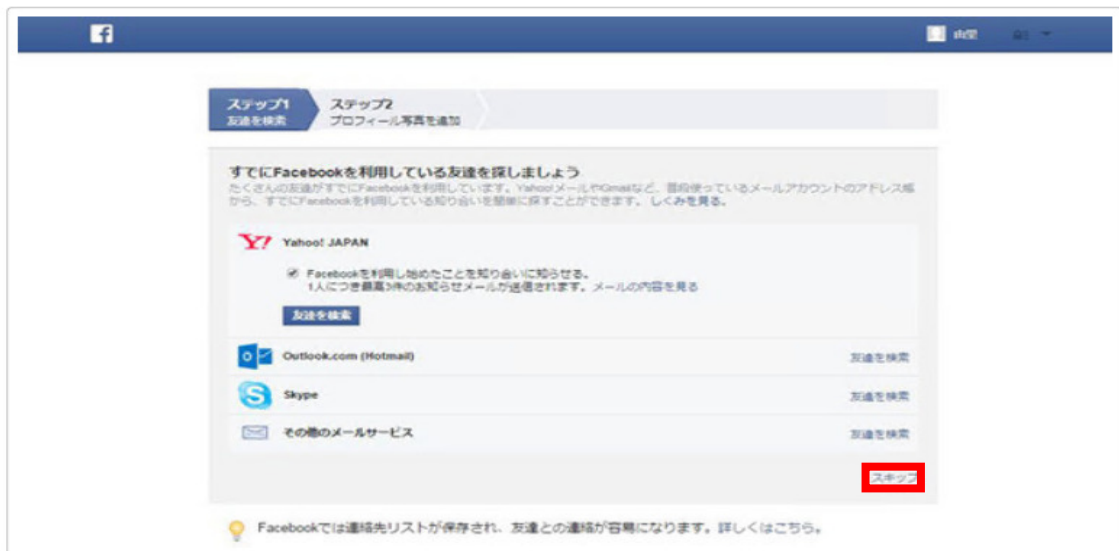 f
ステップ1
友達を検索
ステップ2
プロフィール写真を追加
すでにFacebookを利用している友達を探しましょう
たくさんの友達がすでにFacebookを利用しています。Yahoo!メールやGmailなど、普段使っているメールアカウントのアドレス帳
から、すでにFacebookを利用している知り合いを簡単に探すことができます。しくみを見る。
Y! Yahoo! JAPAN
Facebookを利用し始めたことを知り合いに知らせる。
1人につき最高3件のお知らせメールが送信されます。メールの内容を見る
友達を検索
Outlook.com (Hotmail) 友達を検索
Skype 友達を検索
その他のメールサービス 友達を検索
スキップ
Facebookでは連絡先リストが保存され、友達との連絡が容易になります。詳しくはこちら。